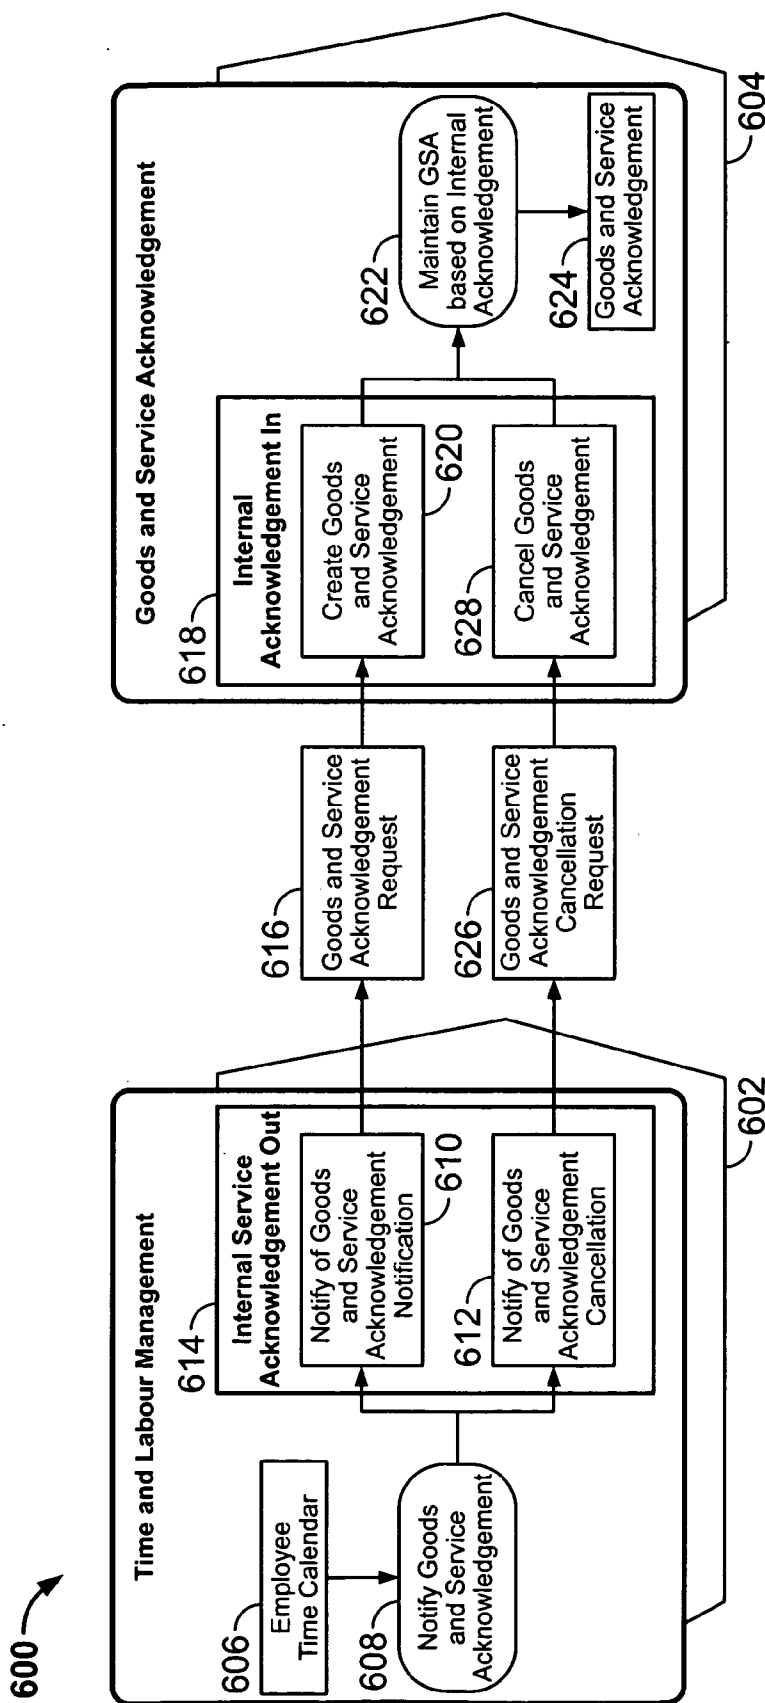 600
Time and Labour Management
606
Employee
Time Calendar
608
Notify Goods
and Service
Acknowledgement
614
Internal Service
Acknowledgement Out
Notify of Goods
and Service
Acknowledgement
Notification
610
612
Notify of Goods
and Service
Acknowledgement
Cancellation
602
616
Goods and Service
Acknowledgement
Request
626
Goods and Service
Acknowledgement
Cancellation
Request
Goods and Service Acknowledgement
618
Internal
Acknowledgement In
Create Goods
and Service
Acknowledgement
620
628
Cancel Goods
and Service
Acknowledgement
622
Maintain GSA
based on Internal
Acknowledgement
624
Goods and Service
Acknowledgement
604